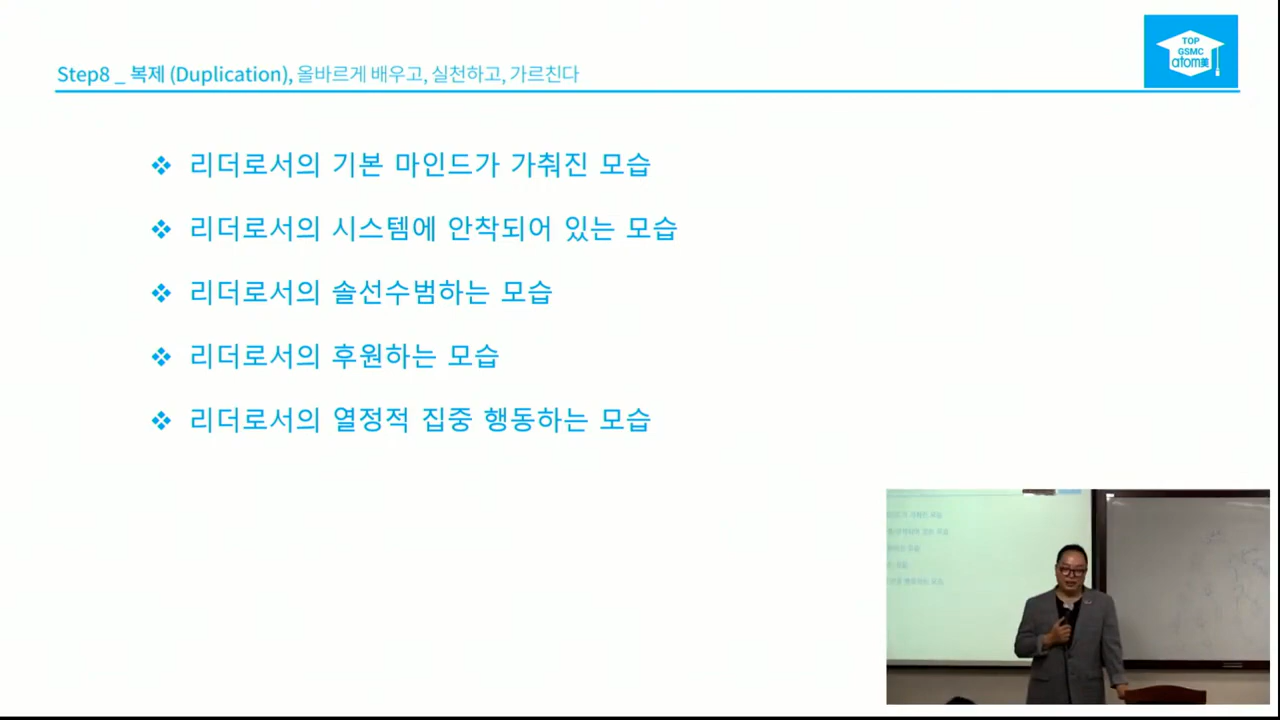 Step8 _ 복제 (Duplication), 올바르게 배우고, 실천하고, 가르친다
TOP
GSMC
atom美
❖ 리더로서의 기본 마인드가 가춰진 모습
❖ 리더로서의 시스템에 안착되어 있는 모습
❖ 리더로서의 솔선수범하는 모습
❖ 리더로서의 후원하는 모습
❖ 리더로서의 열정적 집중 행동하는 모습